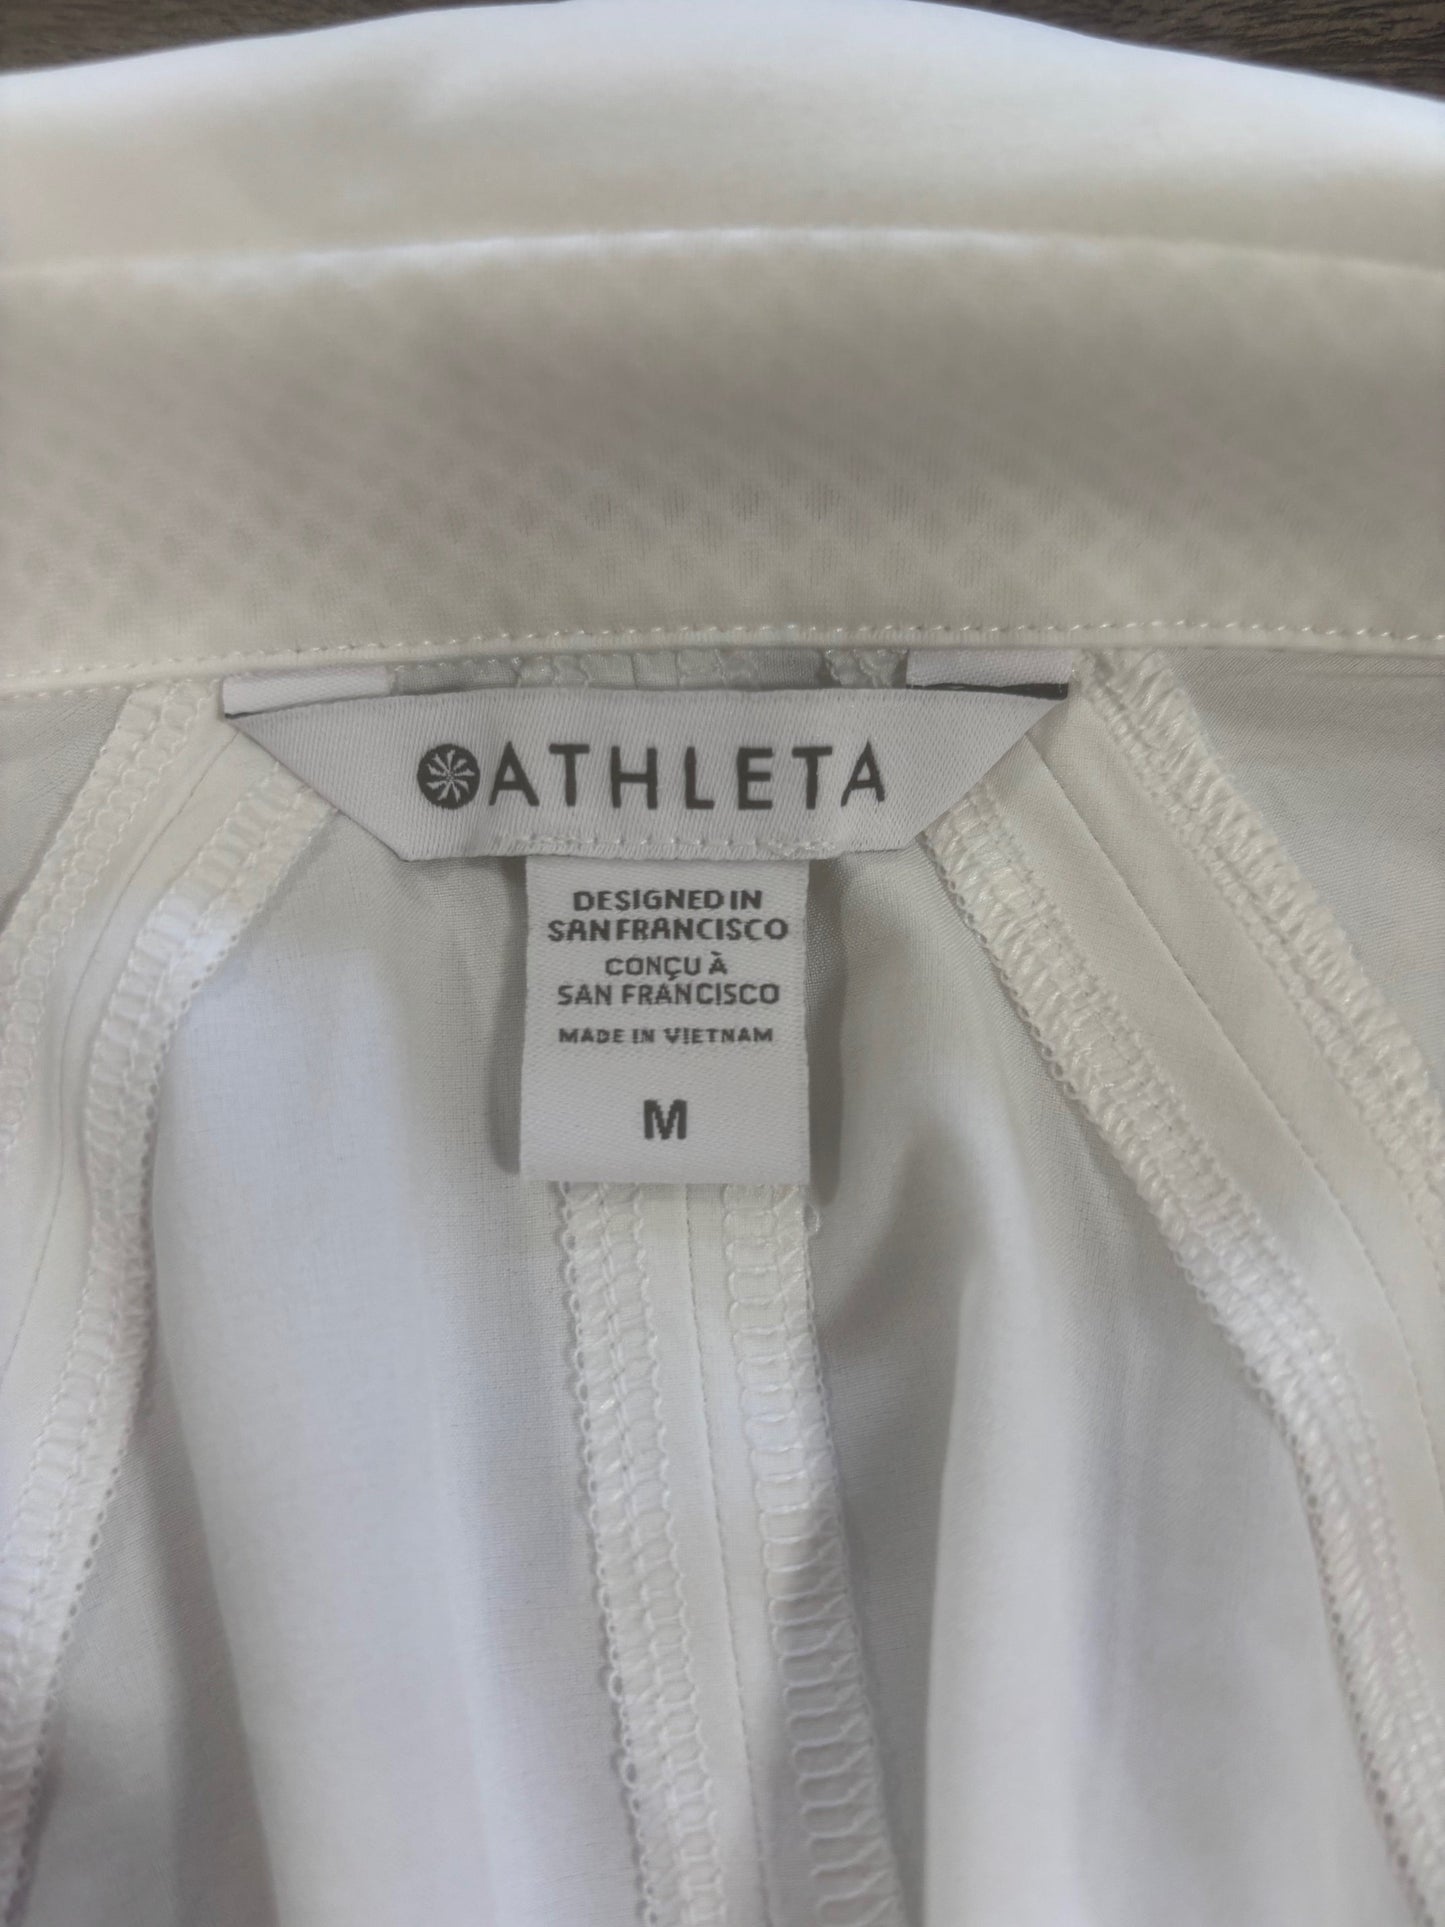 ATHLETA
DESIGNED IN
SAN FRANCISCO
CONÇU À
SAN FRANCISCO
MADE IN VIETNAM
M